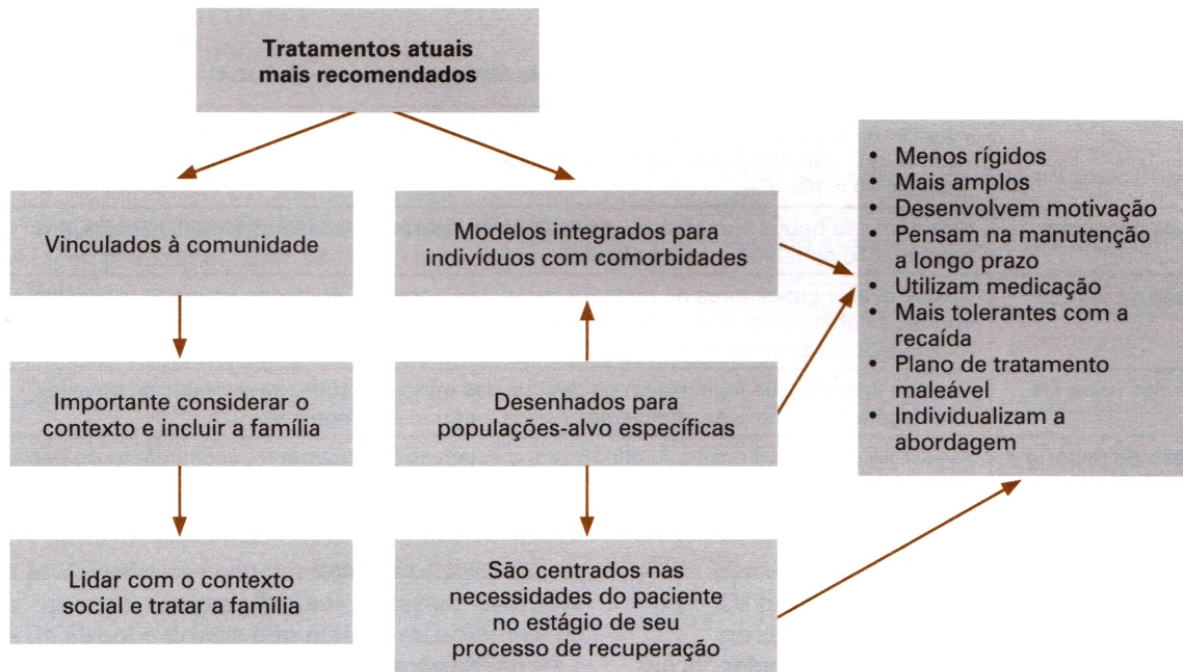 Tratamentos atuais
mais recomendados
Vinculados à comunidade
Modelos integrados para
indivíduos com comorbidades
Importante considerar o
contexto e incluir a família
Desenhados para
populações-alvo específicas
Lidar com o contexto
social e tratar a família
São centrados nas
necessidades do paciente
no estágio de seu
processo de recuperação
• Menos rígidos
• Mais amplos
• Desenvolvem motivação
• Pensam na manutenção
a longo prazo
• Utilizam medicação
• Mais tolerantes com a
recaída
• Plano de tratamento
maleável
• Individualizam a
abordagem